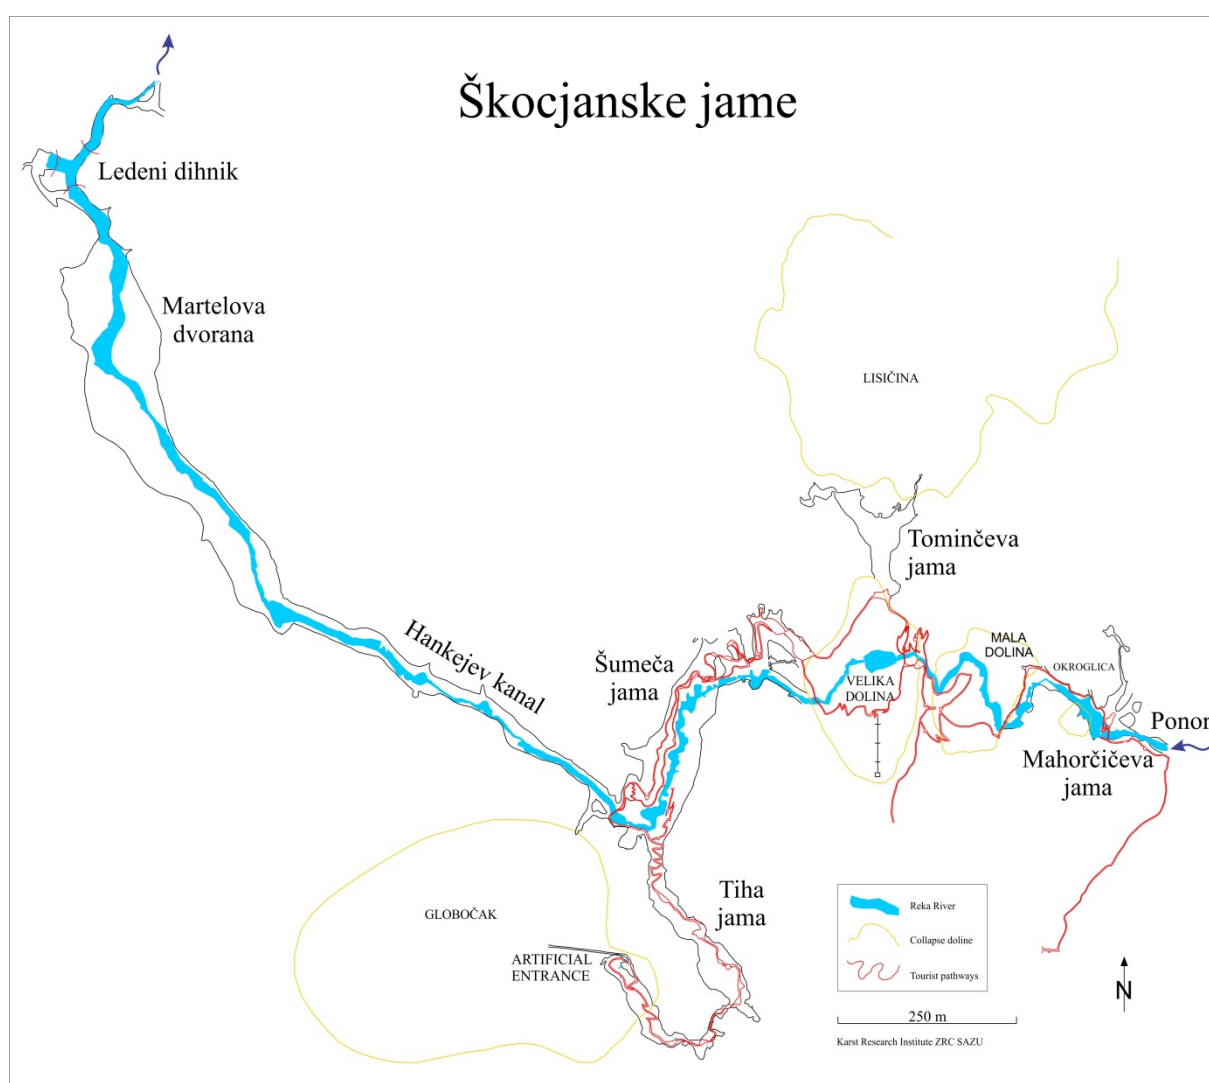 Škocjanske jame
Ledeni dihnik
Martelova
dvorana
LISIČINA
Tominčeva
jama
Hankejev kanal
Šumeča
jama
MALA
DOLINA
OKROGLICA
VELIKA
DOLINA
Ponor
Mahorčičeva
jama
Tiha
jama
GLOBOČAK
ARTIFICIAL
ENTRANCE
Reka River
Collapse doline
Tourist pathways
N
250 m
Karst Research Institute ZRC SAZU